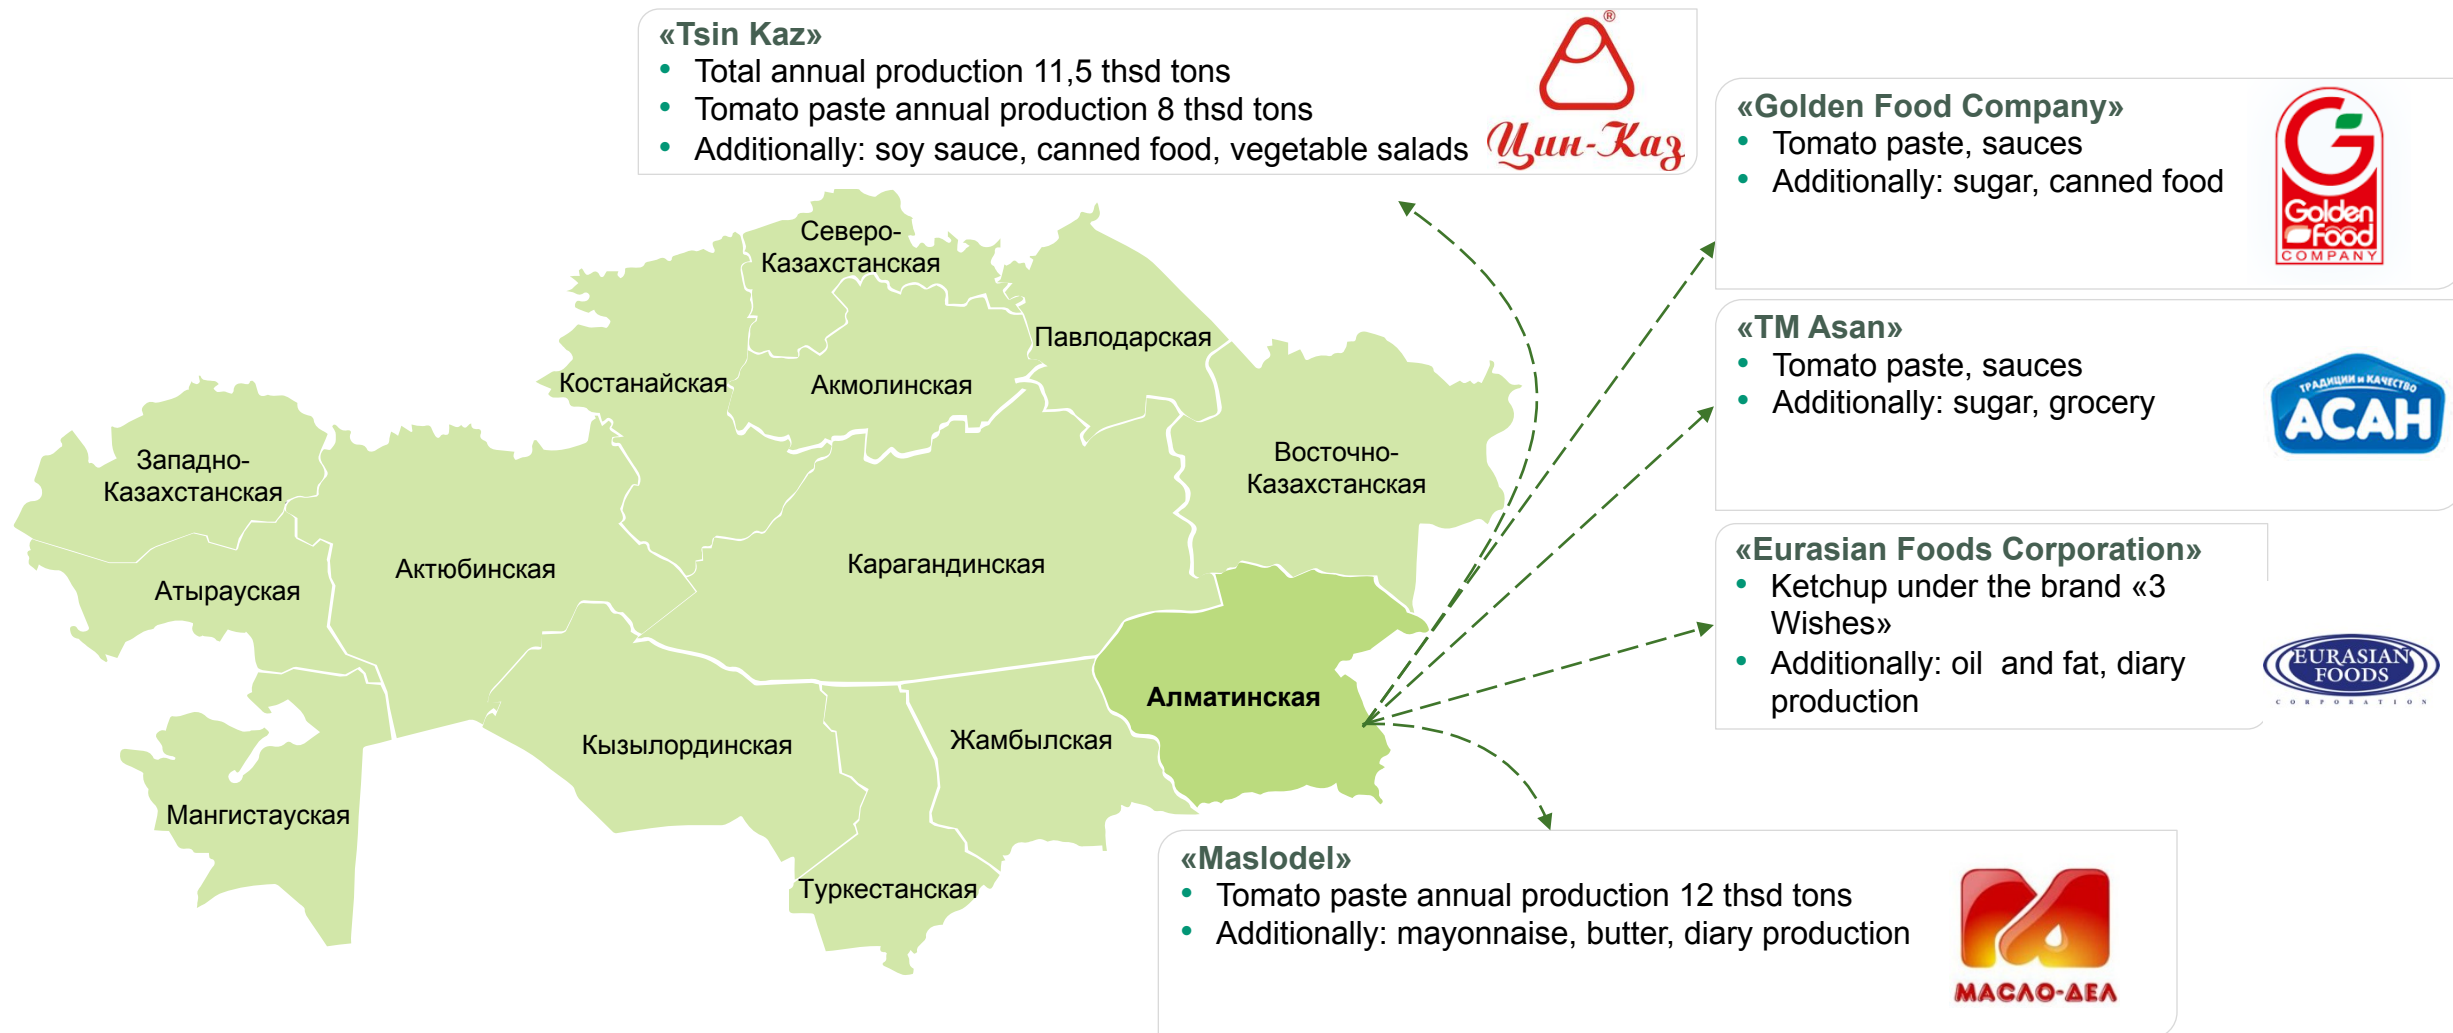 «Tsin Kaz»
• Total annual production 11,5 thsd tons
• Tomato paste annual production 8 thsd tons
• Additionally: soy sauce, canned food, vegetable salads
®
Цин-Каз
«Golden Food Company»
• Tomato paste, sauces
• Additionally: sugar, canned food
Golden
Food
COMPANY
«TM Asan»
• Tomato paste, sauces
• Additionally: sugar, grocery
ТРАДИЦИИ и КАЧЕСТВО
АСАН
«Eurasian Foods Corporation»
• Ketchup under the brand «3
Wishes»
• Additionally: oil and fat, diary
production
EURASIAN
FOODS
CORPORATION
«Maslodel»
• Tomato paste annual production 12 thsd tons
• Additionally: mayonnaise, butter, diary production
МАСЛО-ДЕЛ
Северо-
Казахстанская
Павлодарская
Костанайская
Акмолинская
Западно-
Казахстанская
Восточно-
Казахстанская
Актюбинская
Карагандинская
Атырауская
Алматинская
Кызылординская
Жамбылская
Мангистауская
Туркестанская